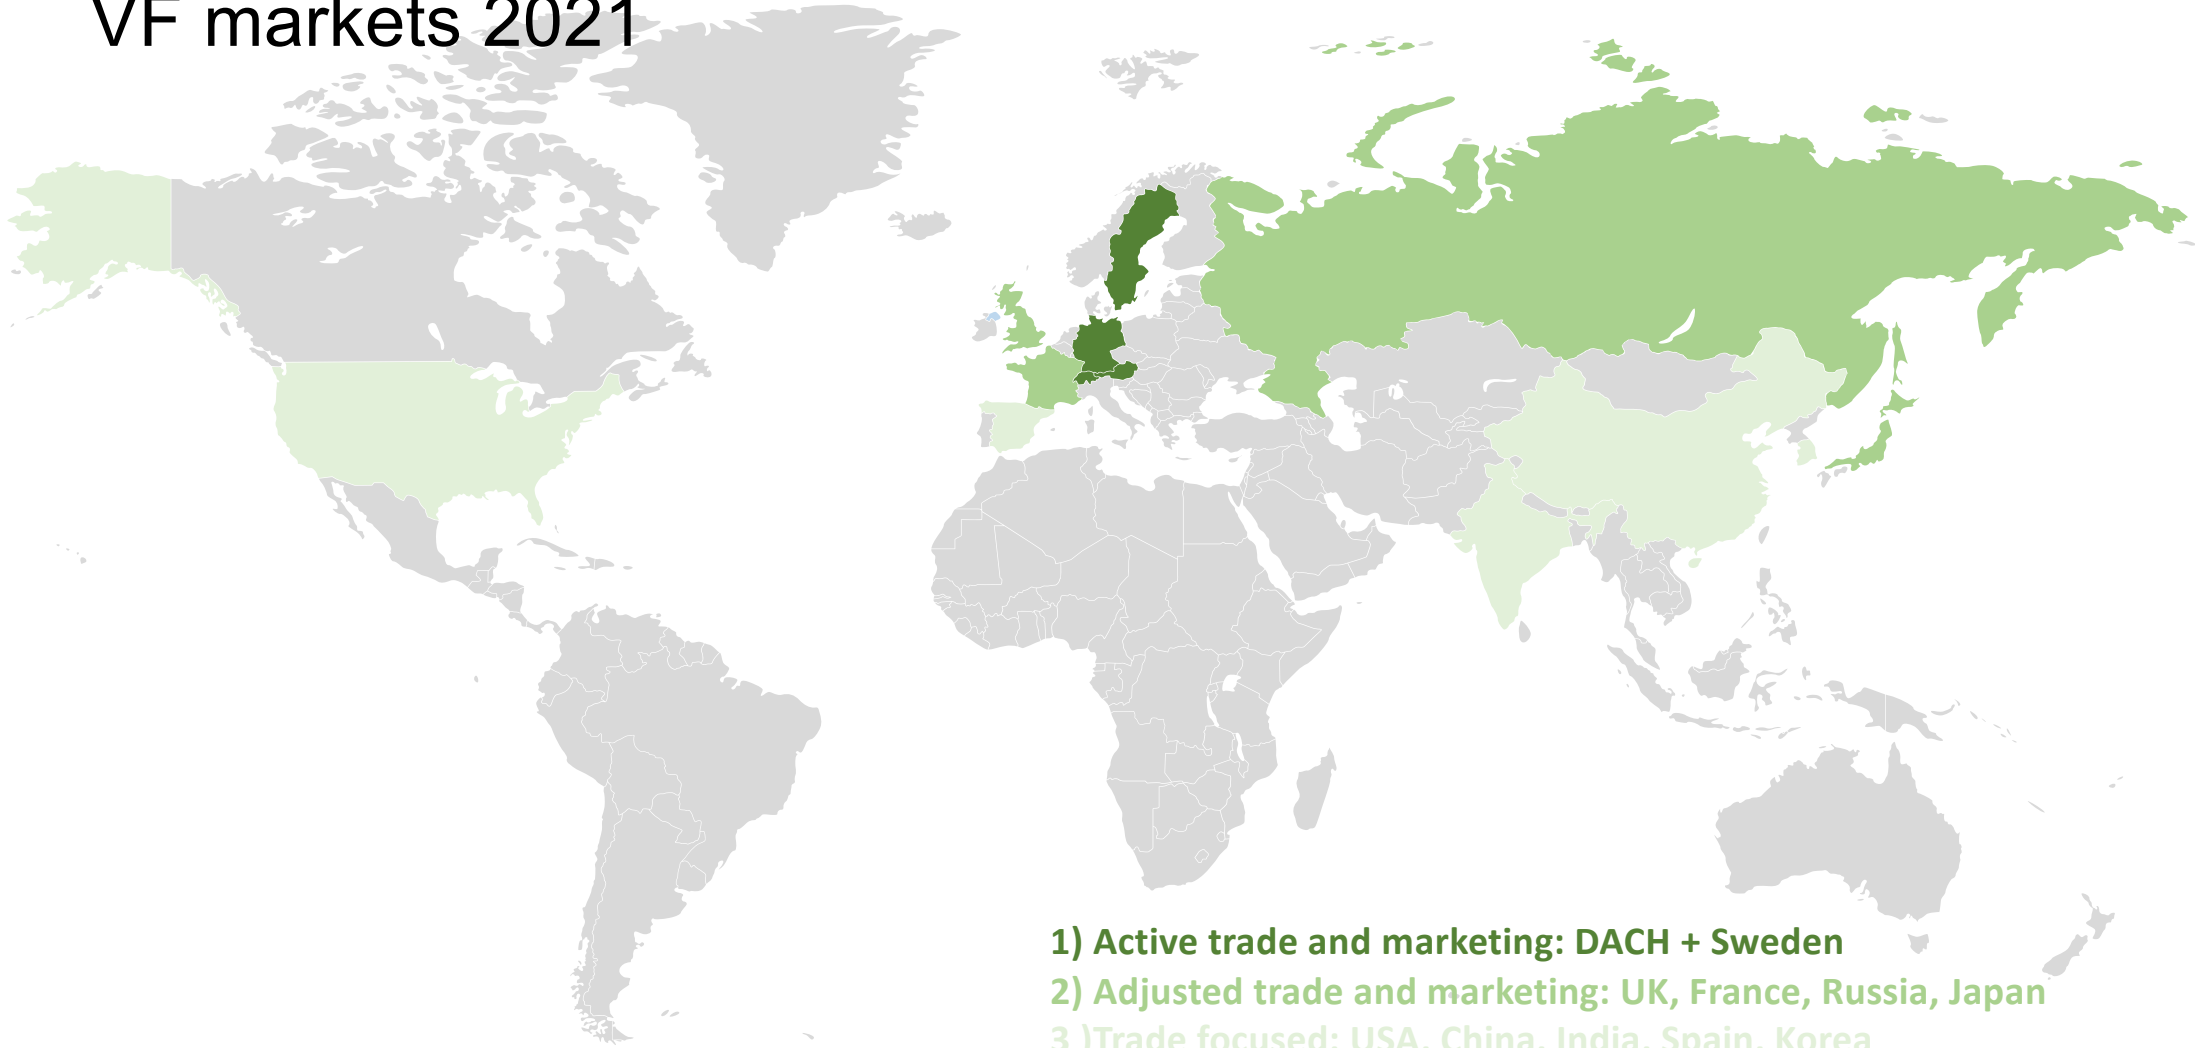 VF markets 2021
1) Active trade and marketing: DACH + Sweden
2) Adjusted trade and marketing: UK, France, Russia, Japan
3 )Trade focused: USA, China, India, Spain, Korea